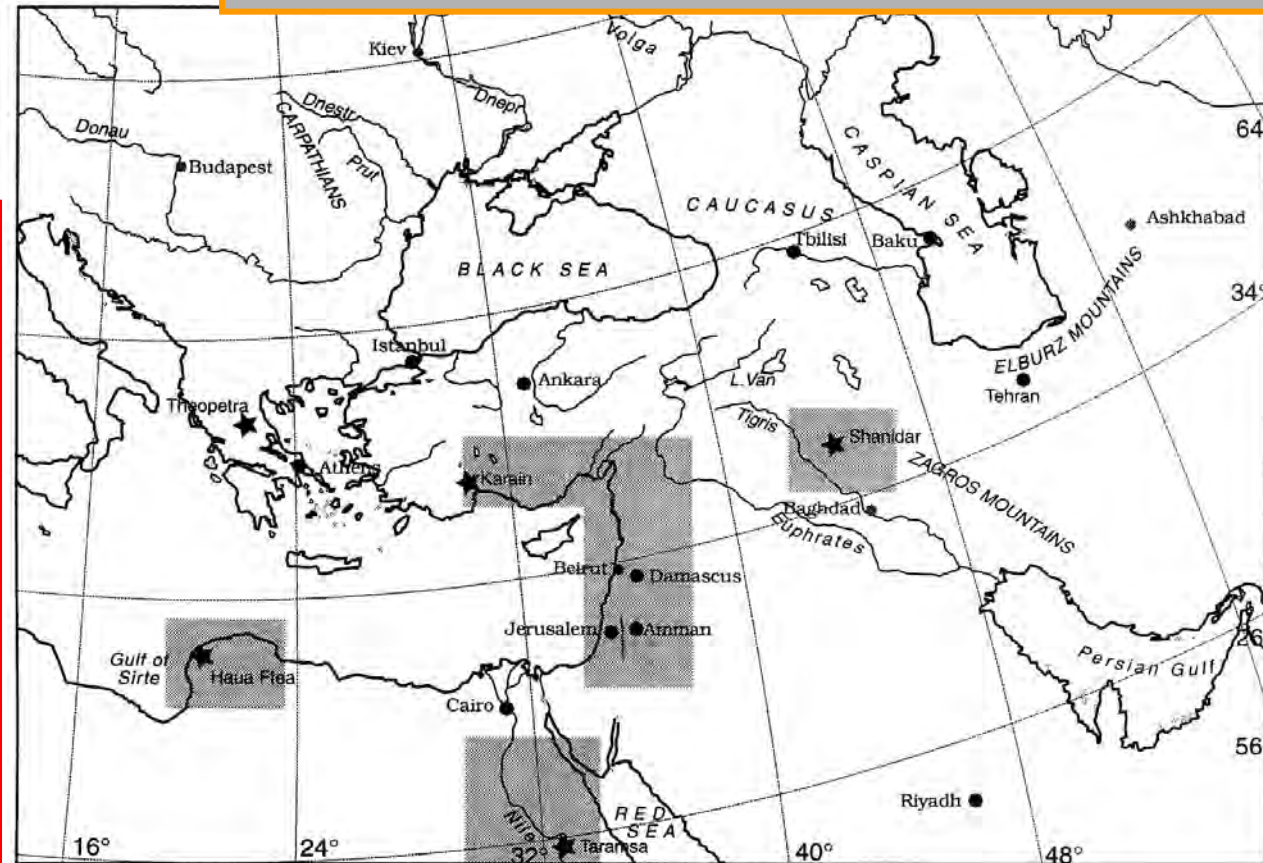 Kiev
Volga
Dnepr
Dnestr
CARPATHIANS
Prut
Donau
Budapest
64°
CASPIAN SEA
CAUCASUS
Ashkhabad
Tbilisi
Baku
BLACK SEA
34°
ELBURZ MOUNTAINS
Istanbul
Ankara
L.Van
Tehran
Theopetra
Tigris
Shanidar
Athens
Karain
ZAGROS MOUNTAINS
Baghdad
Euphrates
Beirut
Damascus
Jerusalem
Amman
26°
Gulf of
Sirte
Haua Ftea
Persian Gulf
Cairo
56°
Riyadh
RED
SEA
Nile
Taramsa
16°
24°
32°
40°
48°